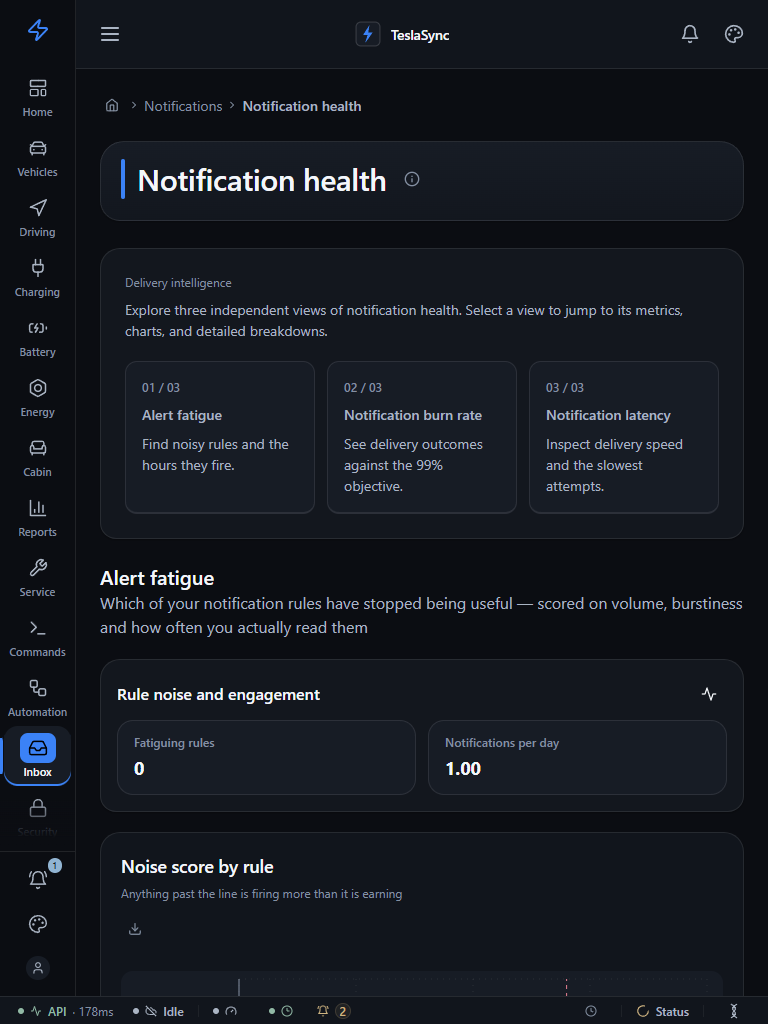 TeslaSync
Home
Vehicles
Driving
Charging
Battery
Energy
Cabin
Reports
Service
Commands
Automation
Inbox
Security
1
Notifications > Notification health
Notification health
Delivery intelligence
Explore three independent views of notification health. Select a view to jump to its metrics,
charts, and detailed breakdowns.
01 / 03
Alert fatigue
Find noisy rules and the
hours they fire.
02 / 03
Notification burn rate
See delivery outcomes
against the 99%
objective.
03 / 03
Notification latency
Inspect delivery speed
and the slowest
attempts.
Alert fatigue
Which of your notification rules have stopped being useful — scored on volume, burstiness
and how often you actually read them
Rule noise and engagement
Fatiguing rules
0
Notifications per day
1.00
Noise score by rule
Anything past the line is firing more than it is earning
API · 178ms
Idle
2
Status